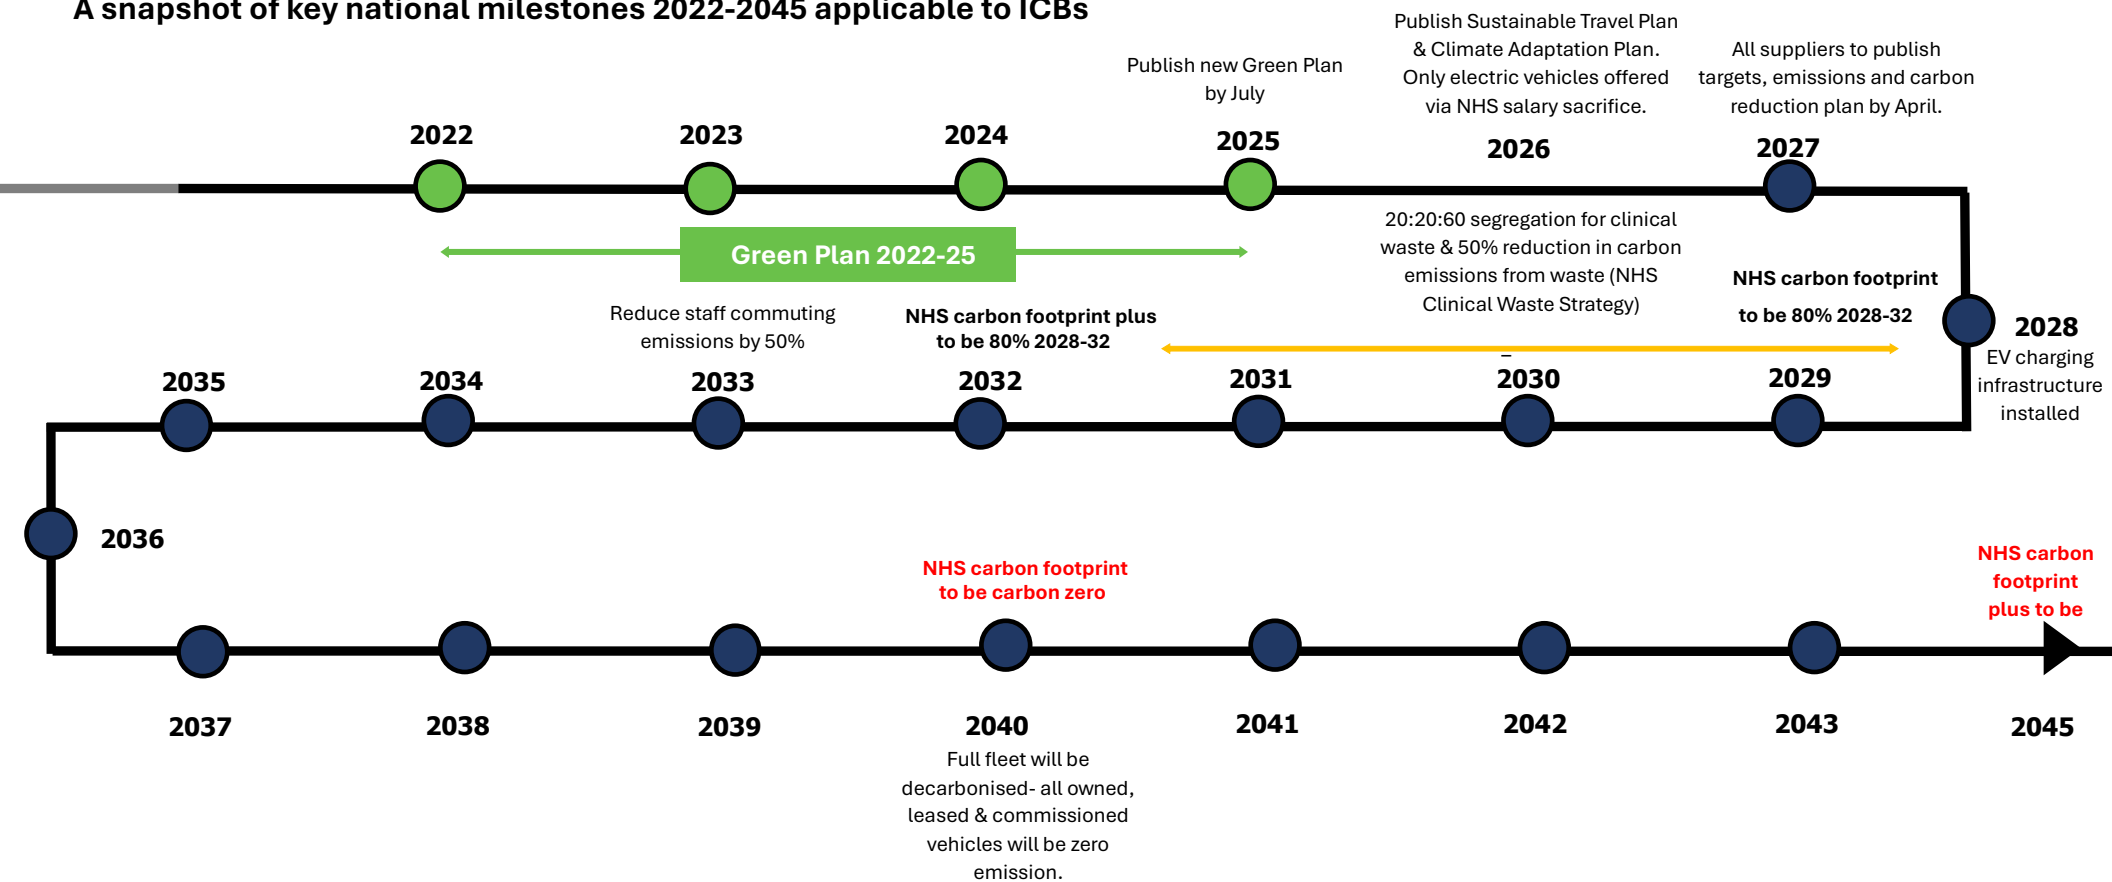 A snapshot of key national milestones 2022-2045 applicable to ICBs
Publish new Green Plan
by July
Publish Sustainable Travel Plan
& Climate Adaptation Plan.
Only electric vehicles offered
via NHS salary sacrifice.
All suppliers to publish
targets, emissions and carbon
reduction plan by April.
2022
2023
2024
2025
2026
2027
Green Plan 2022-25
20:20:60 segregation for clinical
waste & 50% reduction in carbon
emissions from waste (NHS
Clinical Waste Strategy)
NHS carbon footprint
to be 80% 2028-32
2028
EV charging
infrastructure
installed
Reduce staff commuting
emissions by 50%
NHS carbon footprint plus
to be 80% 2028-32
–
2035
2034
2033
2032
2031
2030
2029
2036
NHS carbon footprint
to be carbon zero
NHS carbon
footprint
plus to be
2037
2038
2039
2040
2041
2042
2043
2045
Full fleet will be
decarbonised- all owned,
leased & commissioned
vehicles will be zero
emission.